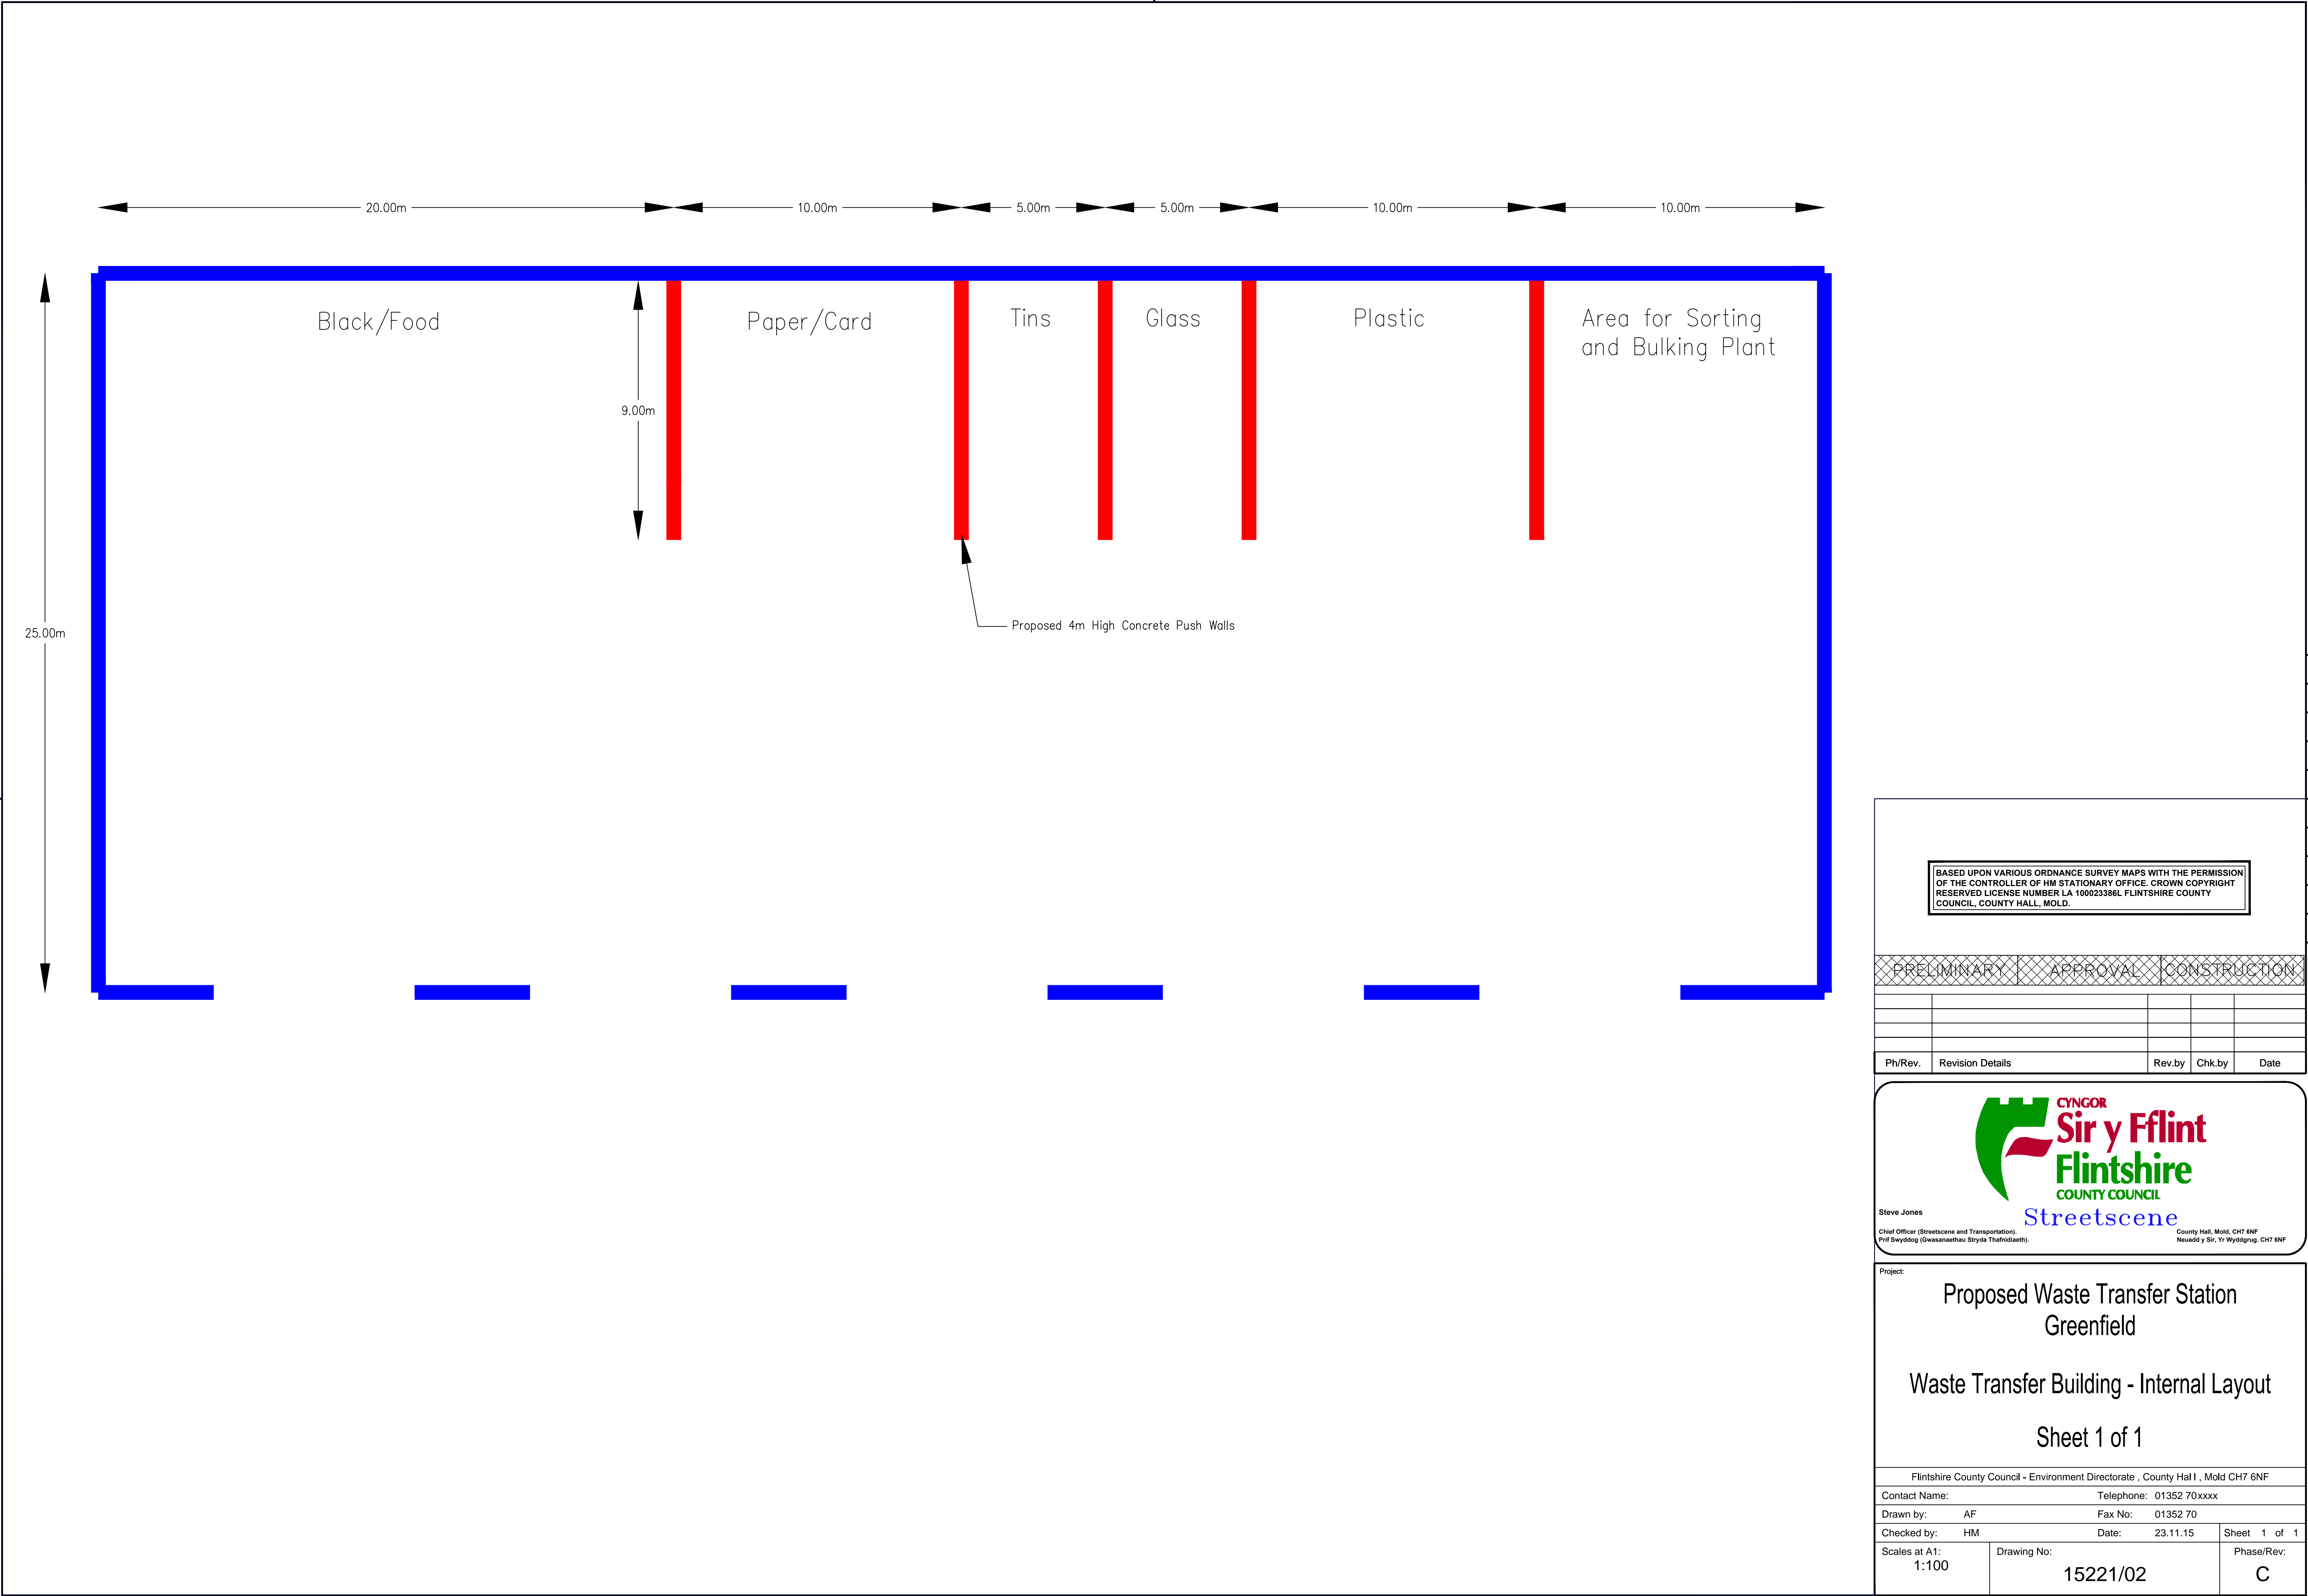 20.00m
10.00m
5.00m
5.00m
10.00m
10.00m
Black/Food
Paper/Card
Tins
Glass
Plastic
Area for Sorting
and Bulking Plant
9.00m
25.00m
Proposed 4m High Concrete Push Walls
BASED UPON VARIOUS ORDNANCE SURVEY MAPS WITH THE PERMISSION
OF THE CONTROLLER OF HM STATIONARY OFFICE. CROWN COPYRIGHT
RESERVED LICENSE NUMBER LA 100023386L FLINTSHIRE COUNTY
COUNCIL, COUNTY HALL, MOLD.
PRELIMINARY APPROVAL CONSTRUCTION
Ph/Rev. Revision Details Rev.by Chk.by Date
CYNGOR
Sir y Fflint
Flintshire
COUNTY COUNCIL
Streetscene
Steve Jones
Chief Officer (Streetscene and Transportation).
Prif Swyddog (Gwasanaethau Stryda Thafnidiaeth).
County Hall, Mold, CH7 6NF
Neuadd y Sir, Yr Wyddgrug. CH7 6NF
Project:
Proposed Waste Transfer Station
Greenfield
Waste Transfer Building - Internal Layout
Sheet 1 of 1
Flintshire County Council - Environment Directorate , County Hal l , Mold CH7 6NF
Contact Name: Telephone: 01352 70xxxx
Drawn by: AF Fax No: 01352 70
Checked by: HM Date: 23.11.15 Sheet 1 of 1
Scales at A1: Drawing No: Phase/Rev:
1:100 15221/02 C